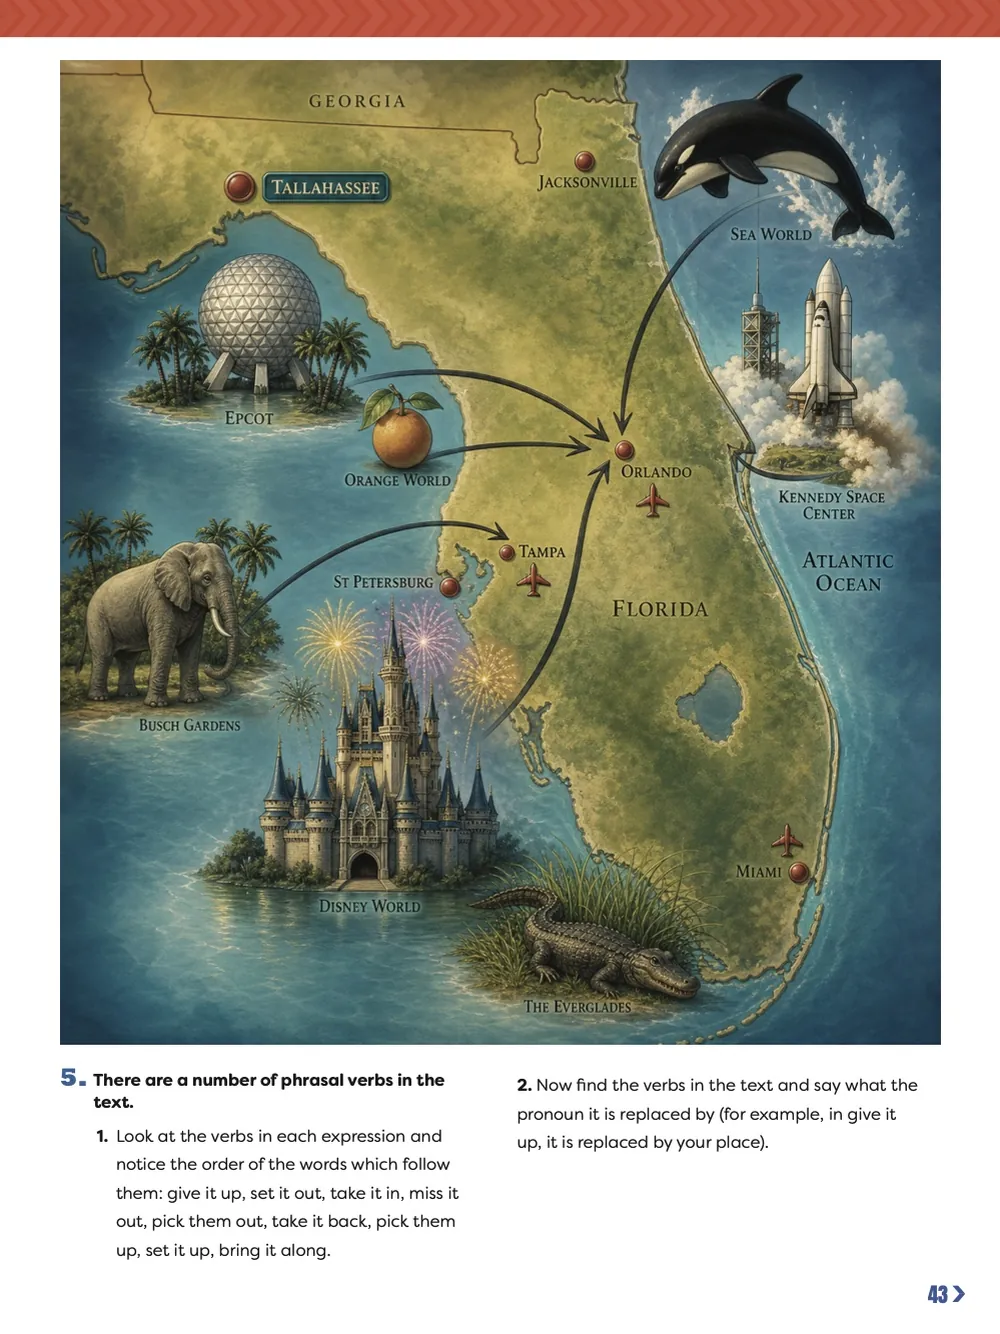 GEORGIA
TALLAHASSEE
JACKSONVILLE
SEA WORLD
EPCOT
ORANGE WORLD
ORLANDO
KENNEDY SPACE
CENTER
TAMPA
ST PETERSBURG
ATLANTIC
OCEAN
FLORIDA
BUSCH GARDENS
MIAMI
DISNEY WORLD
THE EVERGLADES
5. There are a number of phrasal verbs in the
text.
1. Look at the verbs in each expression and
notice the order of the words which follow
them: give it up, set it out, take it in, miss it
out, pick them out, take it back, pick them
up, set it up, bring it along.
2. Now find the verbs in the text and say what the
pronoun it is replaced by (for example, in give it
up, it is replaced by your place).
43